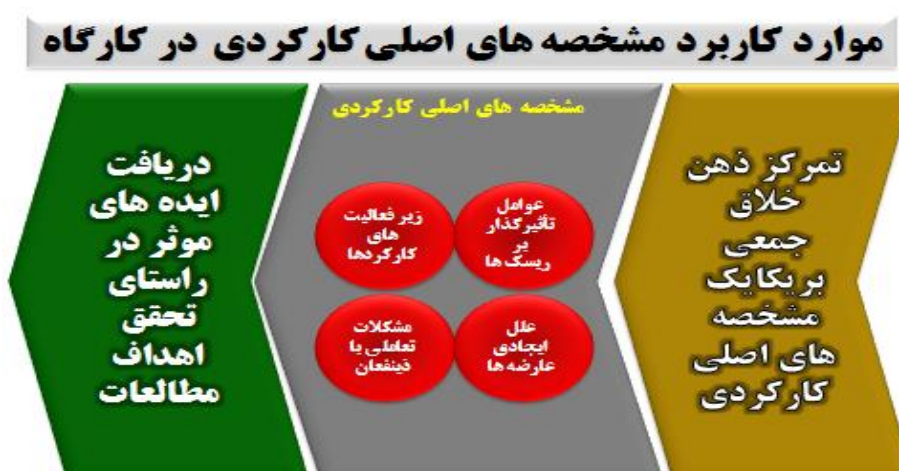 موارد کاربرد مشخصه های اصلی کارکردی در کارگاه
تمرکز ذهن
خلاق
جمعی
بریکایک
مشخصه
های اصلی
کارکردی
مشخصه های اصلی کارکردی
عوامل
تأثیرگذار
بر
ریسک ها
زیر فعالیت
های
کارکردها
علل
ایجادی
عارضه ها
مشکلات
تعاملی با
ذینفعان
دریافت
ایده های
موثر در
راستای
تحقق
اهداف
مطالعات